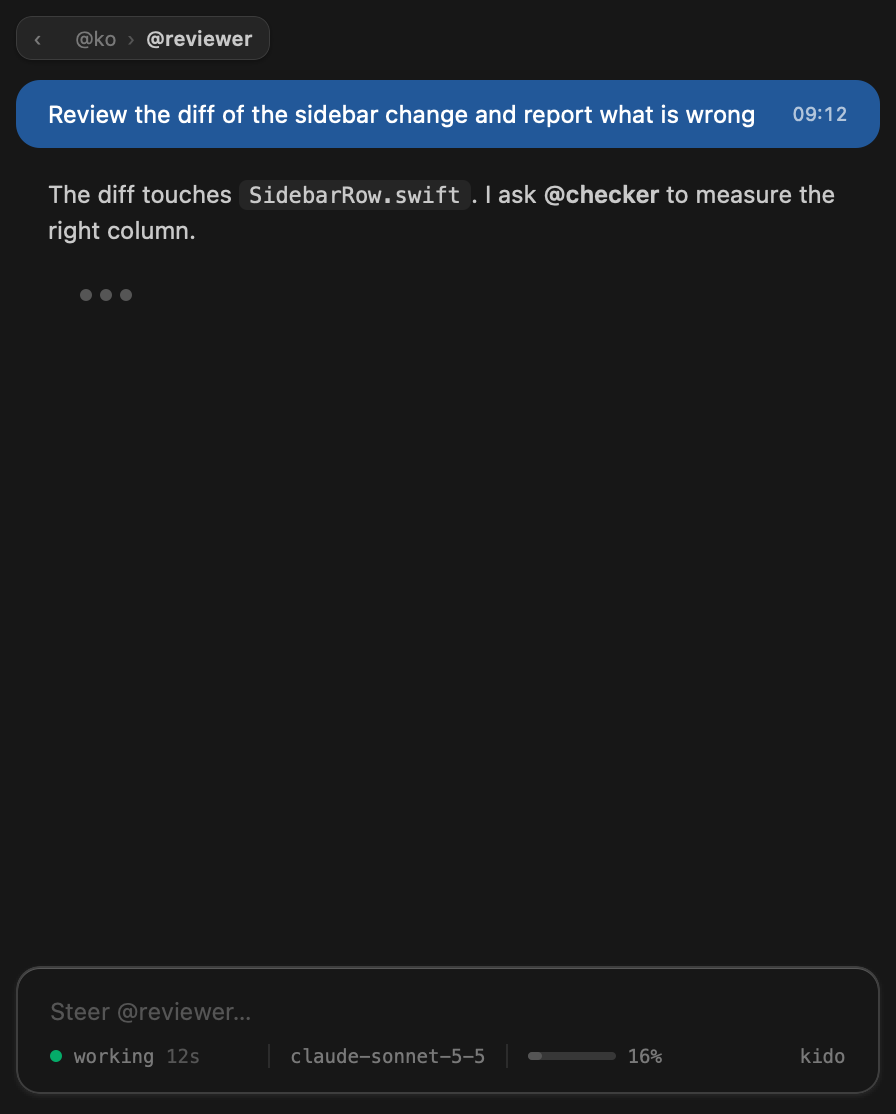 ‹ @ko › @reviewer
Review the diff of the sidebar change and report what is wrong 09:12
The diff touches SidebarRow.swift. I ask @checker to measure the
right column.
Steer @reviewer…
working 12s claude-sonnet-5-5 16% kido